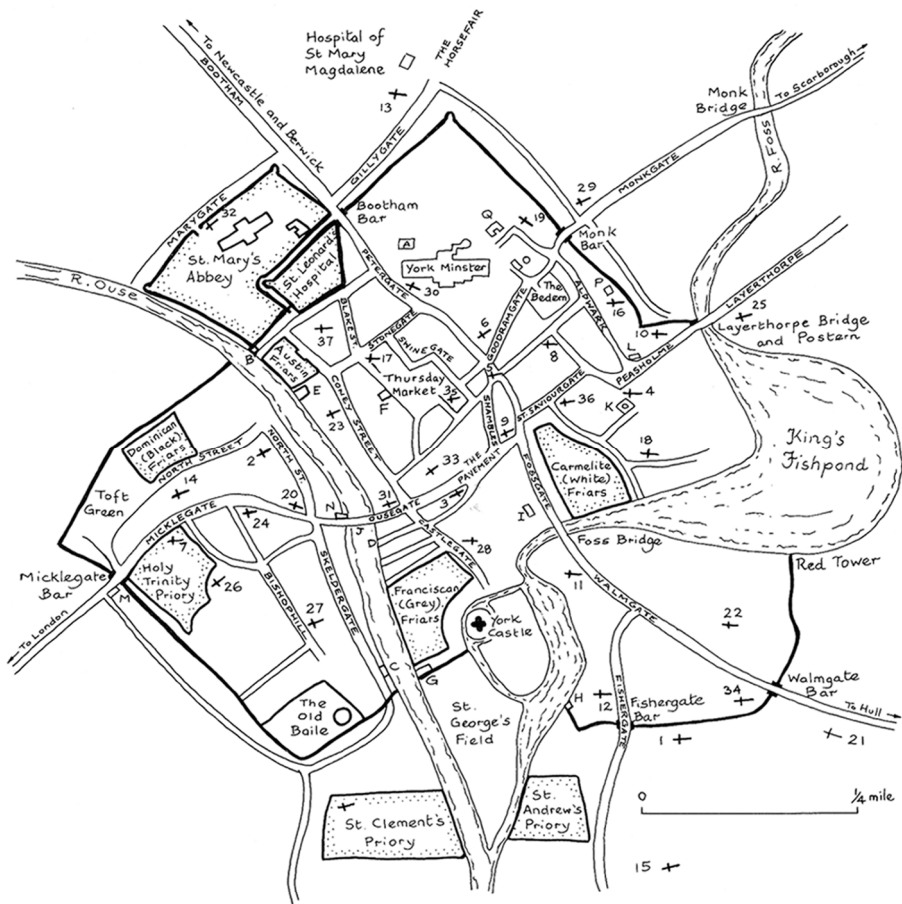 Hospital of
St Mary
Magdalene
THE HORSEFAIR
To Newcastle and Berwick
BOOTHAM
13
GILLYGATE
Monk
Bridge
To Scarborough
R. FOSS
MONKGATE
29
MARYGATE
32
Bootham
Bar
St. Mary's
Abbey
St. Leonard's
Hospital
R. Ouse
A
York Minster
30
PETERGATE
Q
19
Monk
Bar
O
The
Bedern
P
16
10
ALDWARK
LAYERTHORPE
25
Layerthorpe Bridge
and Postern
B
BLAKEST.
37
STONEGATE
SWINEGATE
17
6
GOODRAMGATE
8
L
PEASHOLME
Austin
Friars
E
CONEY STREET
23
F
Thursday
Market
35
5
SHAMBLES
9
ST. SAVIOURGATE
36
K
4
18
King's
Fishpond
Dominican
(Black)
Friars
NORTH STREET
2
NORTH ST.
33
THE
PAVEMENT
3
FOSSGATE
Carmelite
(White)
Friars
Toft
Green
14
20
N
31
OUSEGATE
I
Foss Bridge
Red Tower
MICKLEGATE
24
J
D
CASTLEGATE
28
Micklegate
Bar
7
Holy
Trinity
Priory
26
M
To London
BISHOPHILL
27
SKELDERGATE
Franciscan
(Grey)
Friars
York
Castle
11
WALMGATE
22
C
G
The
Old
Baile
St.
George's
Field
H
12
FISHERGATE
Fishergate
Bar
34
Walmgate
Bar
To Hull
1
21
St. Clement's
Priory
St.
Andrew's
Priory
0
¼ mile
15